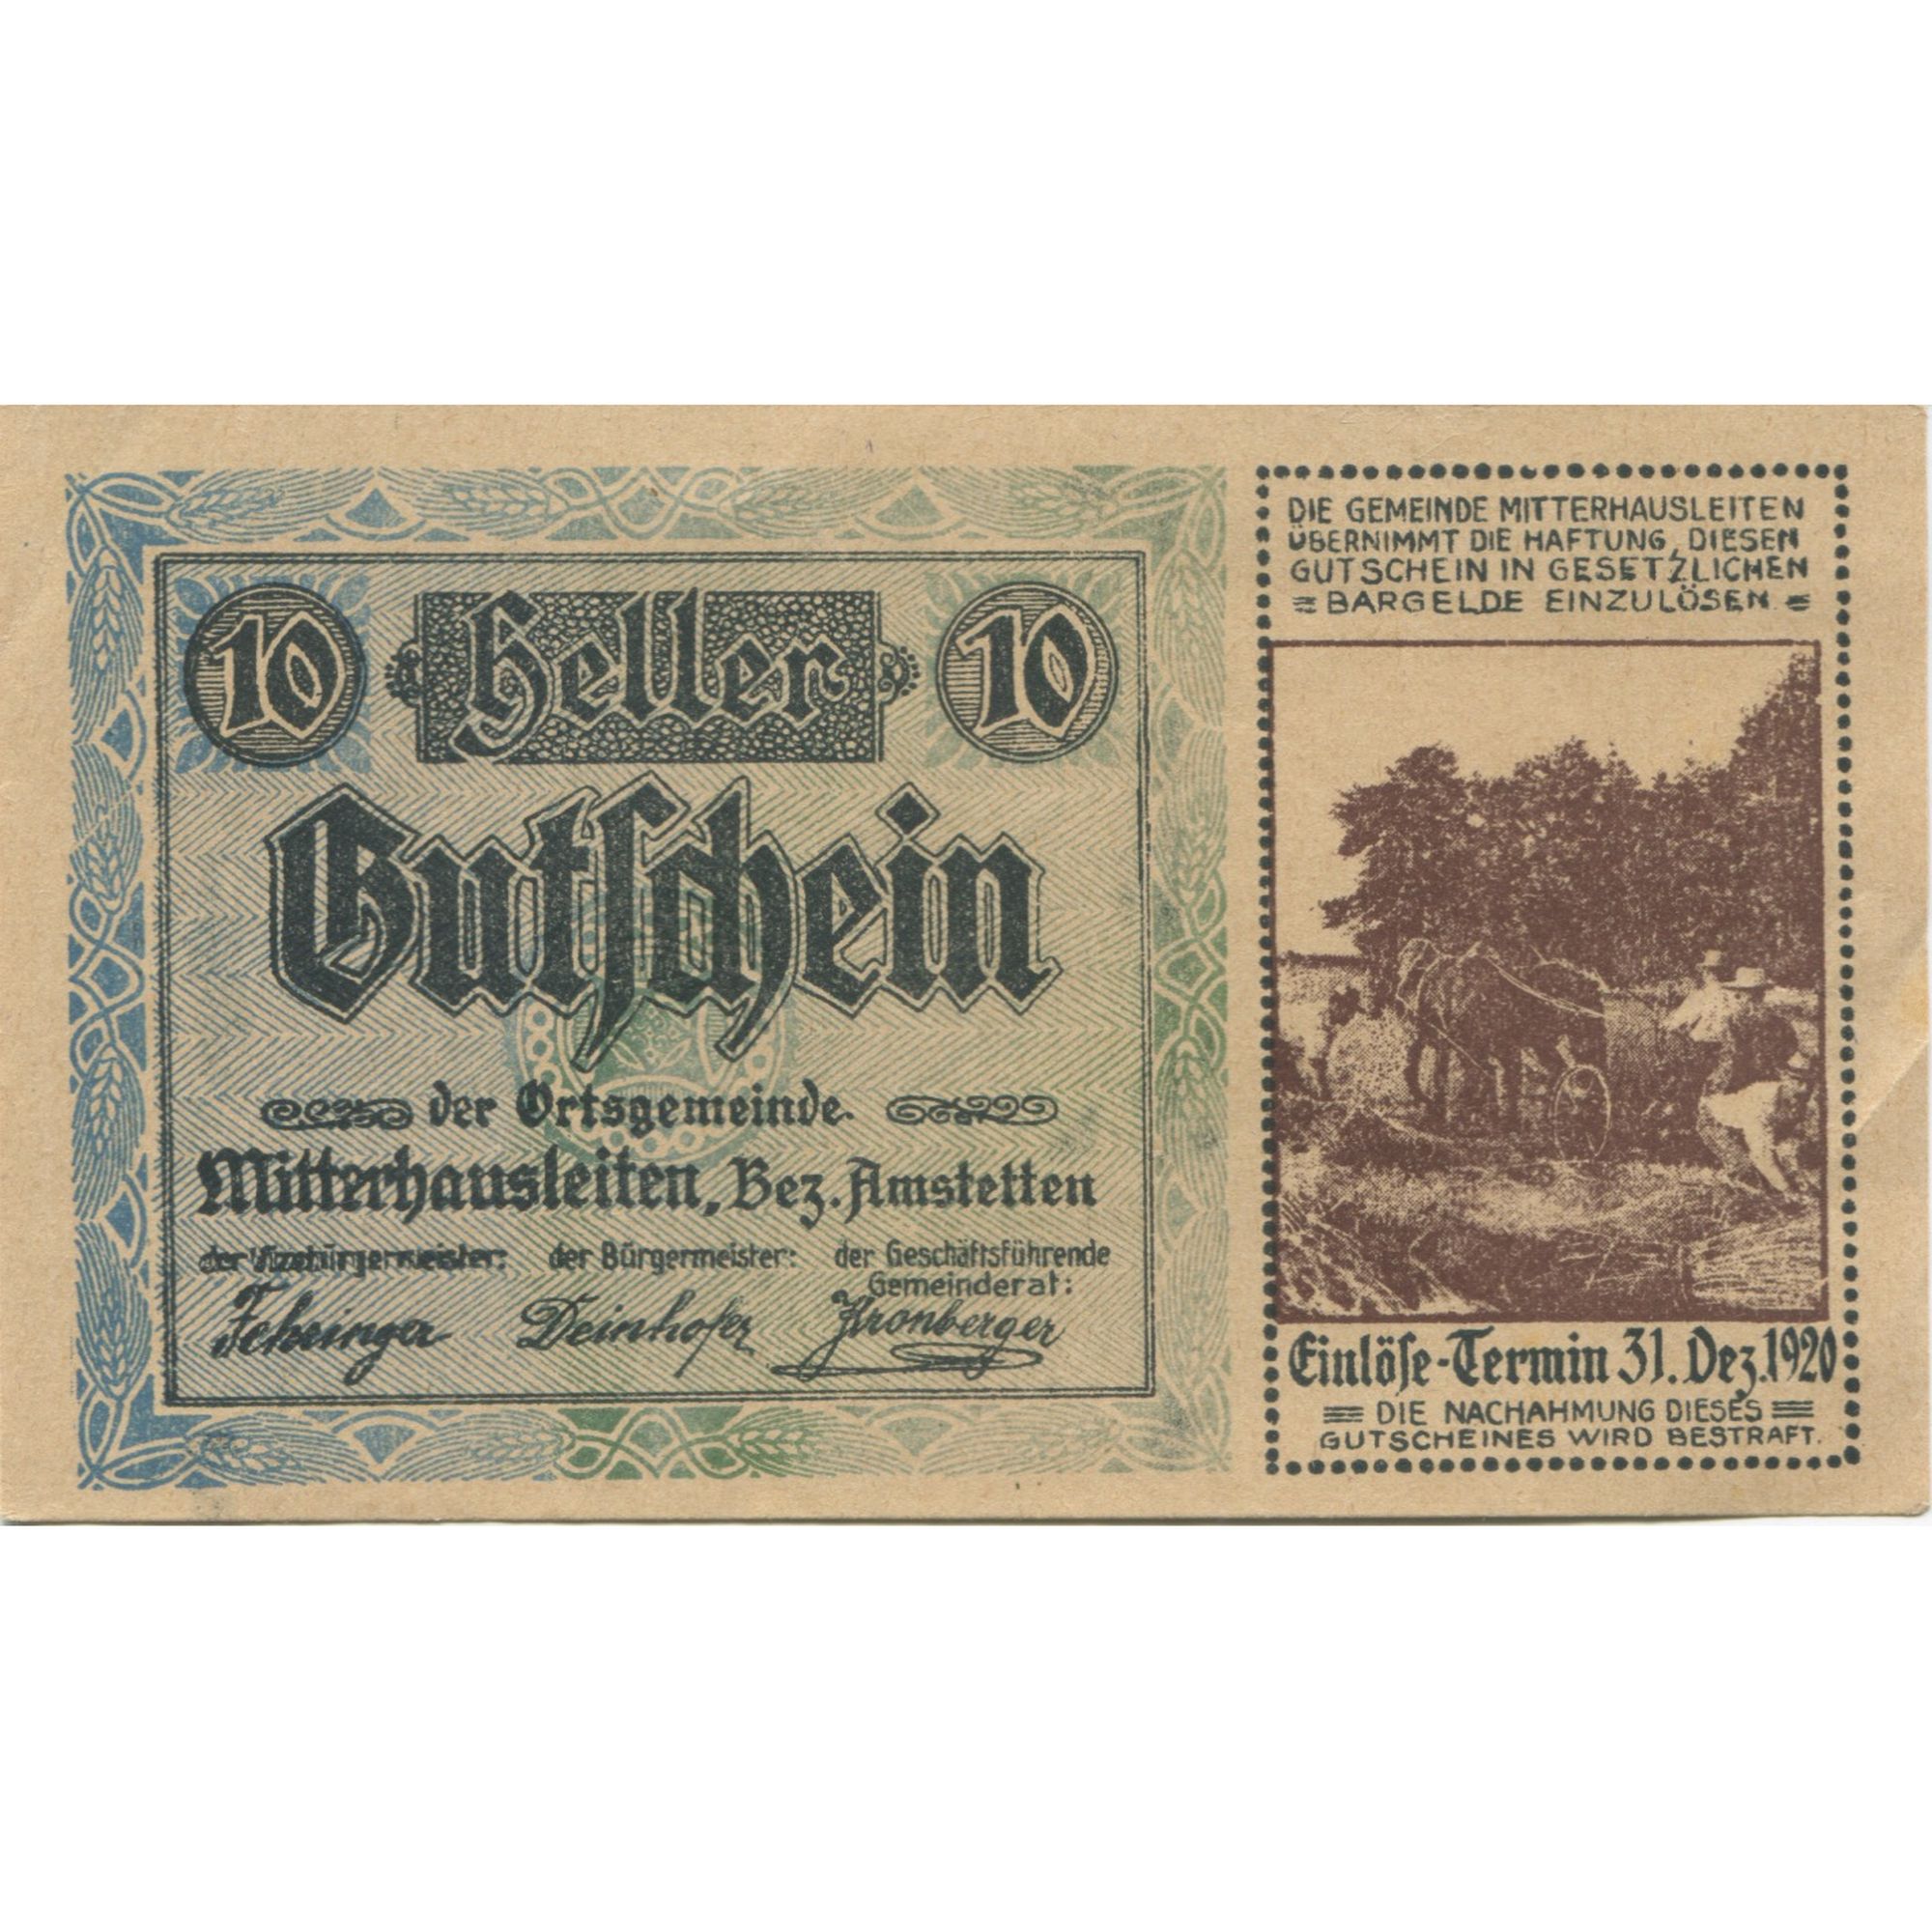 10 Heller 10
Gutschein
der Ortsgemeinde
Mitterhausleiten, Bez. Amstetten
der Vizebürgermeister: der Bürgermeister: der Geschäftsführende
Gemeinderat:
Deinhofer Kronberger
DIE GEMEINDE MITTERHAUSLEITEN
ÜBERNIMMT DIE HAFTUNG, DIESEN
GUTSCHEIN IN GESETZLICHEN
BARGELDE EINZULÖSEN.
Einlöse-Termin 31. Dez. 1920
DIE NACHAHMUNG DIESES
GUTSCHEINES WIRD BESTRAFT.